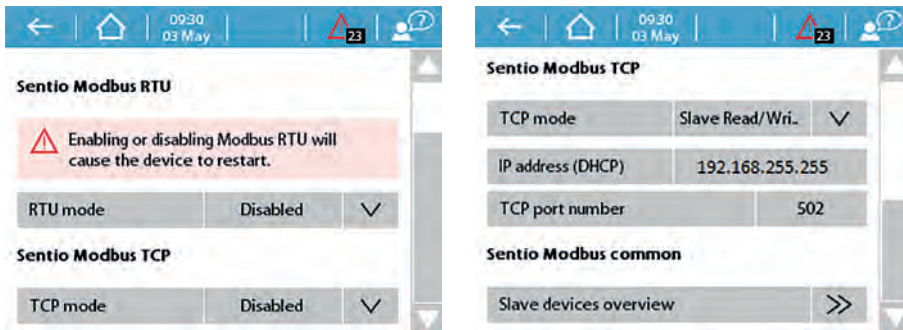 09:30
03 May
23
?
Sentio Modbus RTU
Enabling or disabling Modbus RTU will
cause the device to restart.
RTU mode Disabled
Sentio Modbus TCP
TCP mode Disabled
09:30
03 May
23
?
Sentio Modbus TCP
TCP mode Slave Read/Wri..
IP address (DHCP) 192.168.255.255
TCP port number 502
Sentio Modbus common
Slave devices overview